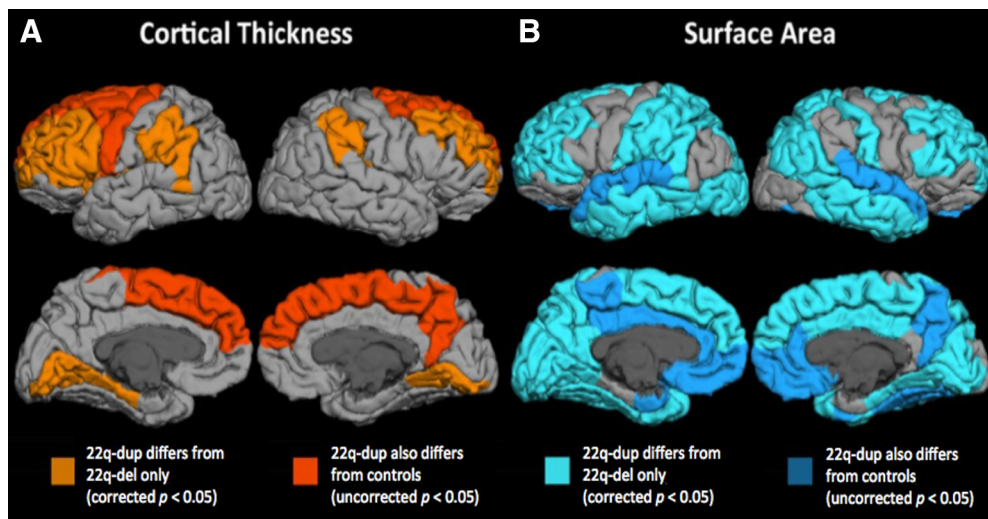 A Cortical Thickness
B Surface Area
22q-dup differs from
22q-del only
(corrected p < 0.05)
22q-dup also differs
from controls
(uncorrected p < 0.05)
22q-dup differs from
22q-del only
(corrected p < 0.05)
22q-dup also differs
from controls
(uncorrected p < 0.05)